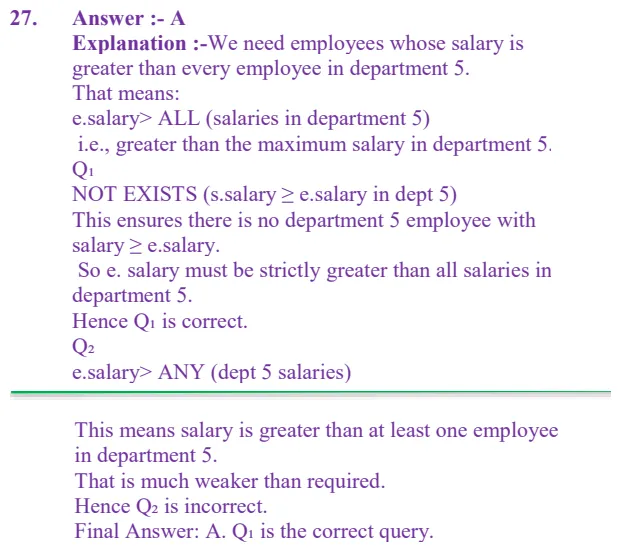 27. Answer :- A
Explanation :-We need employees whose salary is
greater than every employee in department 5.
That means:
e.salary> ALL (salaries in department 5)
i.e., greater than the maximum salary in department 5.
Q₁
NOT EXISTS (s.salary ≥ e.salary in dept 5)
This ensures there is no department 5 employee with
salary ≥ e.salary.
So e. salary must be strictly greater than all salaries in
department 5.
Hence Q₁ is correct.
Q₂
e.salary> ANY (dept 5 salaries)
This means salary is greater than at least one employee
in department 5.
That is much weaker than required.
Hence Q₂ is incorrect.
Final Answer: A. Q₁ is the correct query.